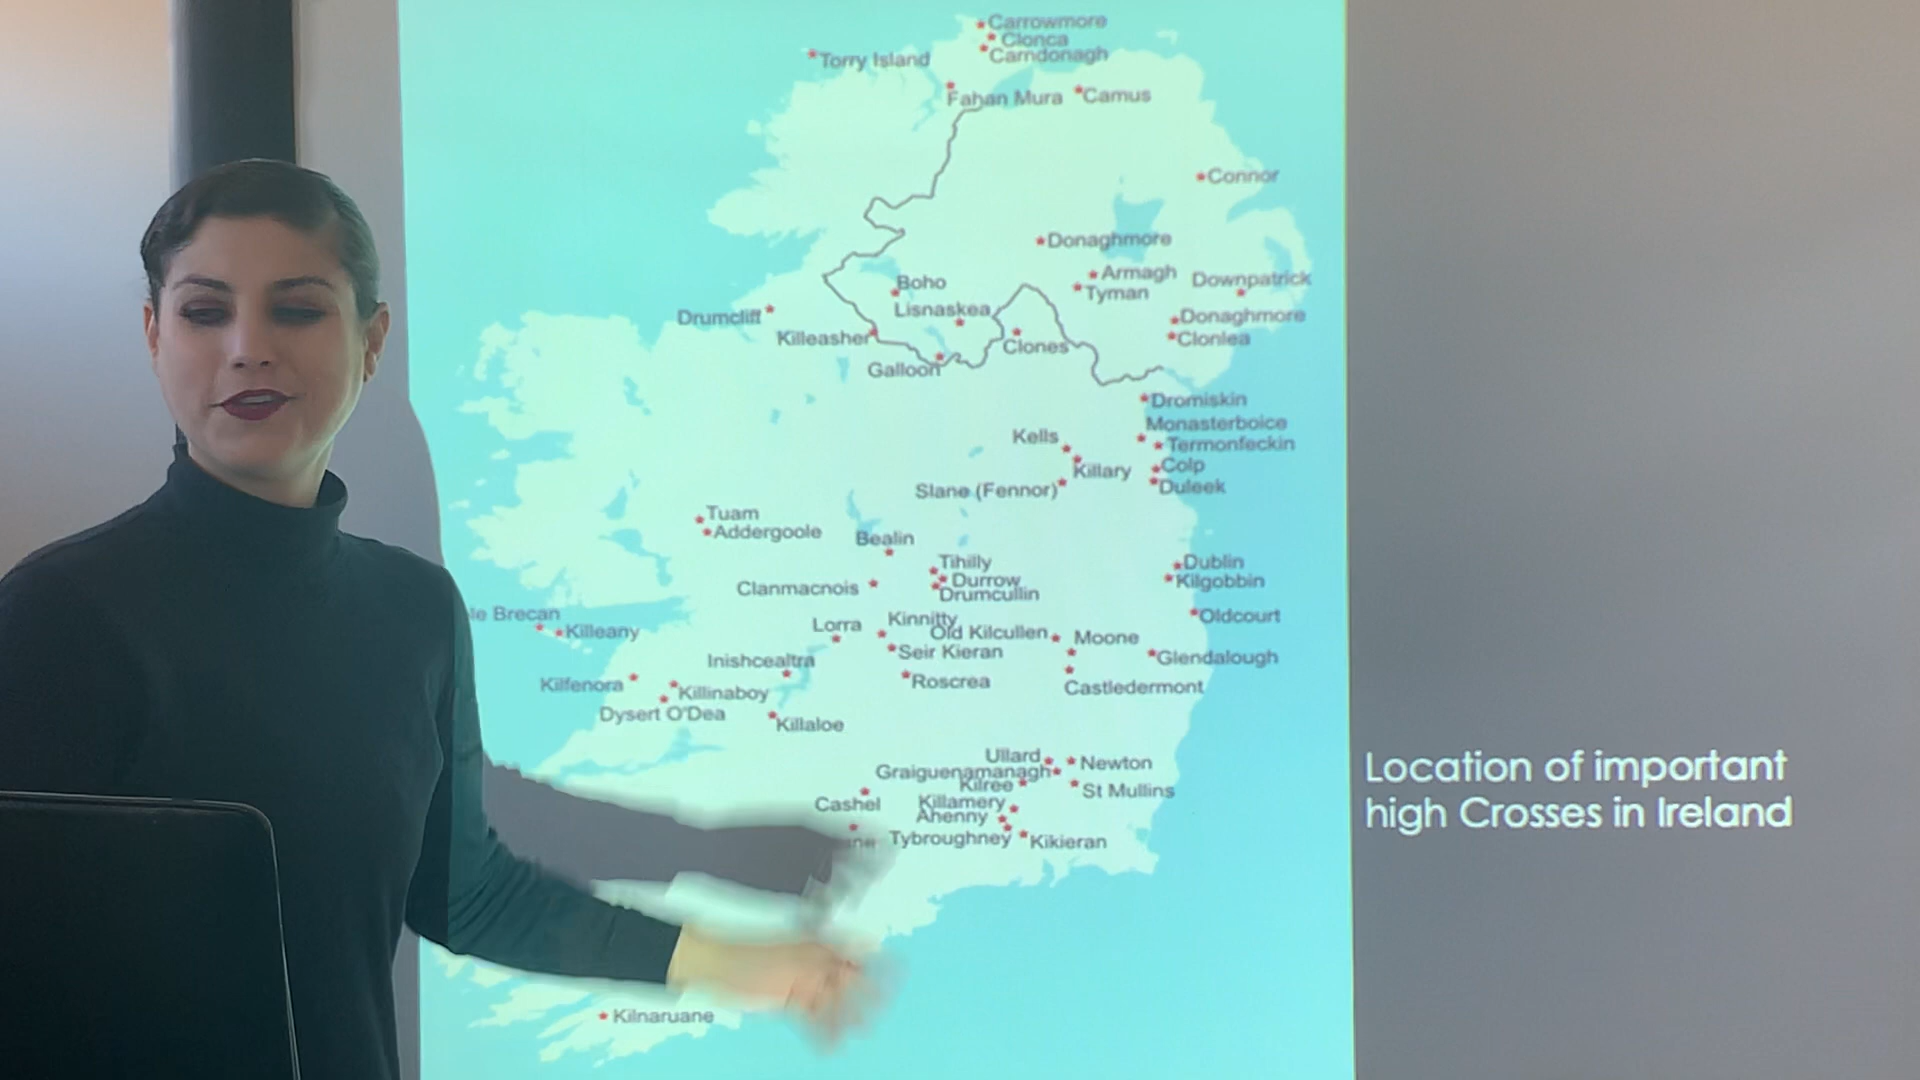 Carrowmore
Clonca
Carndonagh
Torry Island
Fahan Mura
Camus
Connor
Donaghmore
Armagh
Tyman
Downpatrick
Boho
Lisnaskea
Drumcliff
Donaghmore
Killeasher
Clonlea
Clones
Galloon
Dromiskin
Monasterboice
Kells
Termonfeckin
Killary
Colp
Slane (Fennor)
Duleek
Tuam
Addergoole
Bealin
Tihilly
Dublin
Clanmacnois
Durrow
Kilgobbin
Drumcullin
Brecan
Killeany
Oldcourt
Lorra
Kinnitty
Old Kilcullen
Moone
Seir Kieran
Glendalough
Inishcealtra
Kilfenora
Killinaboy
Roscrea
Castledermont
Dysert O'Dea
Killaloe
Ullard
Newton
Graiguenamanagh
Kilree
St Mullins
Cashel
Killamery
Ahenny
Tybroughney
Kikieran
Kilnaruane
Location of important
high Crosses in Ireland